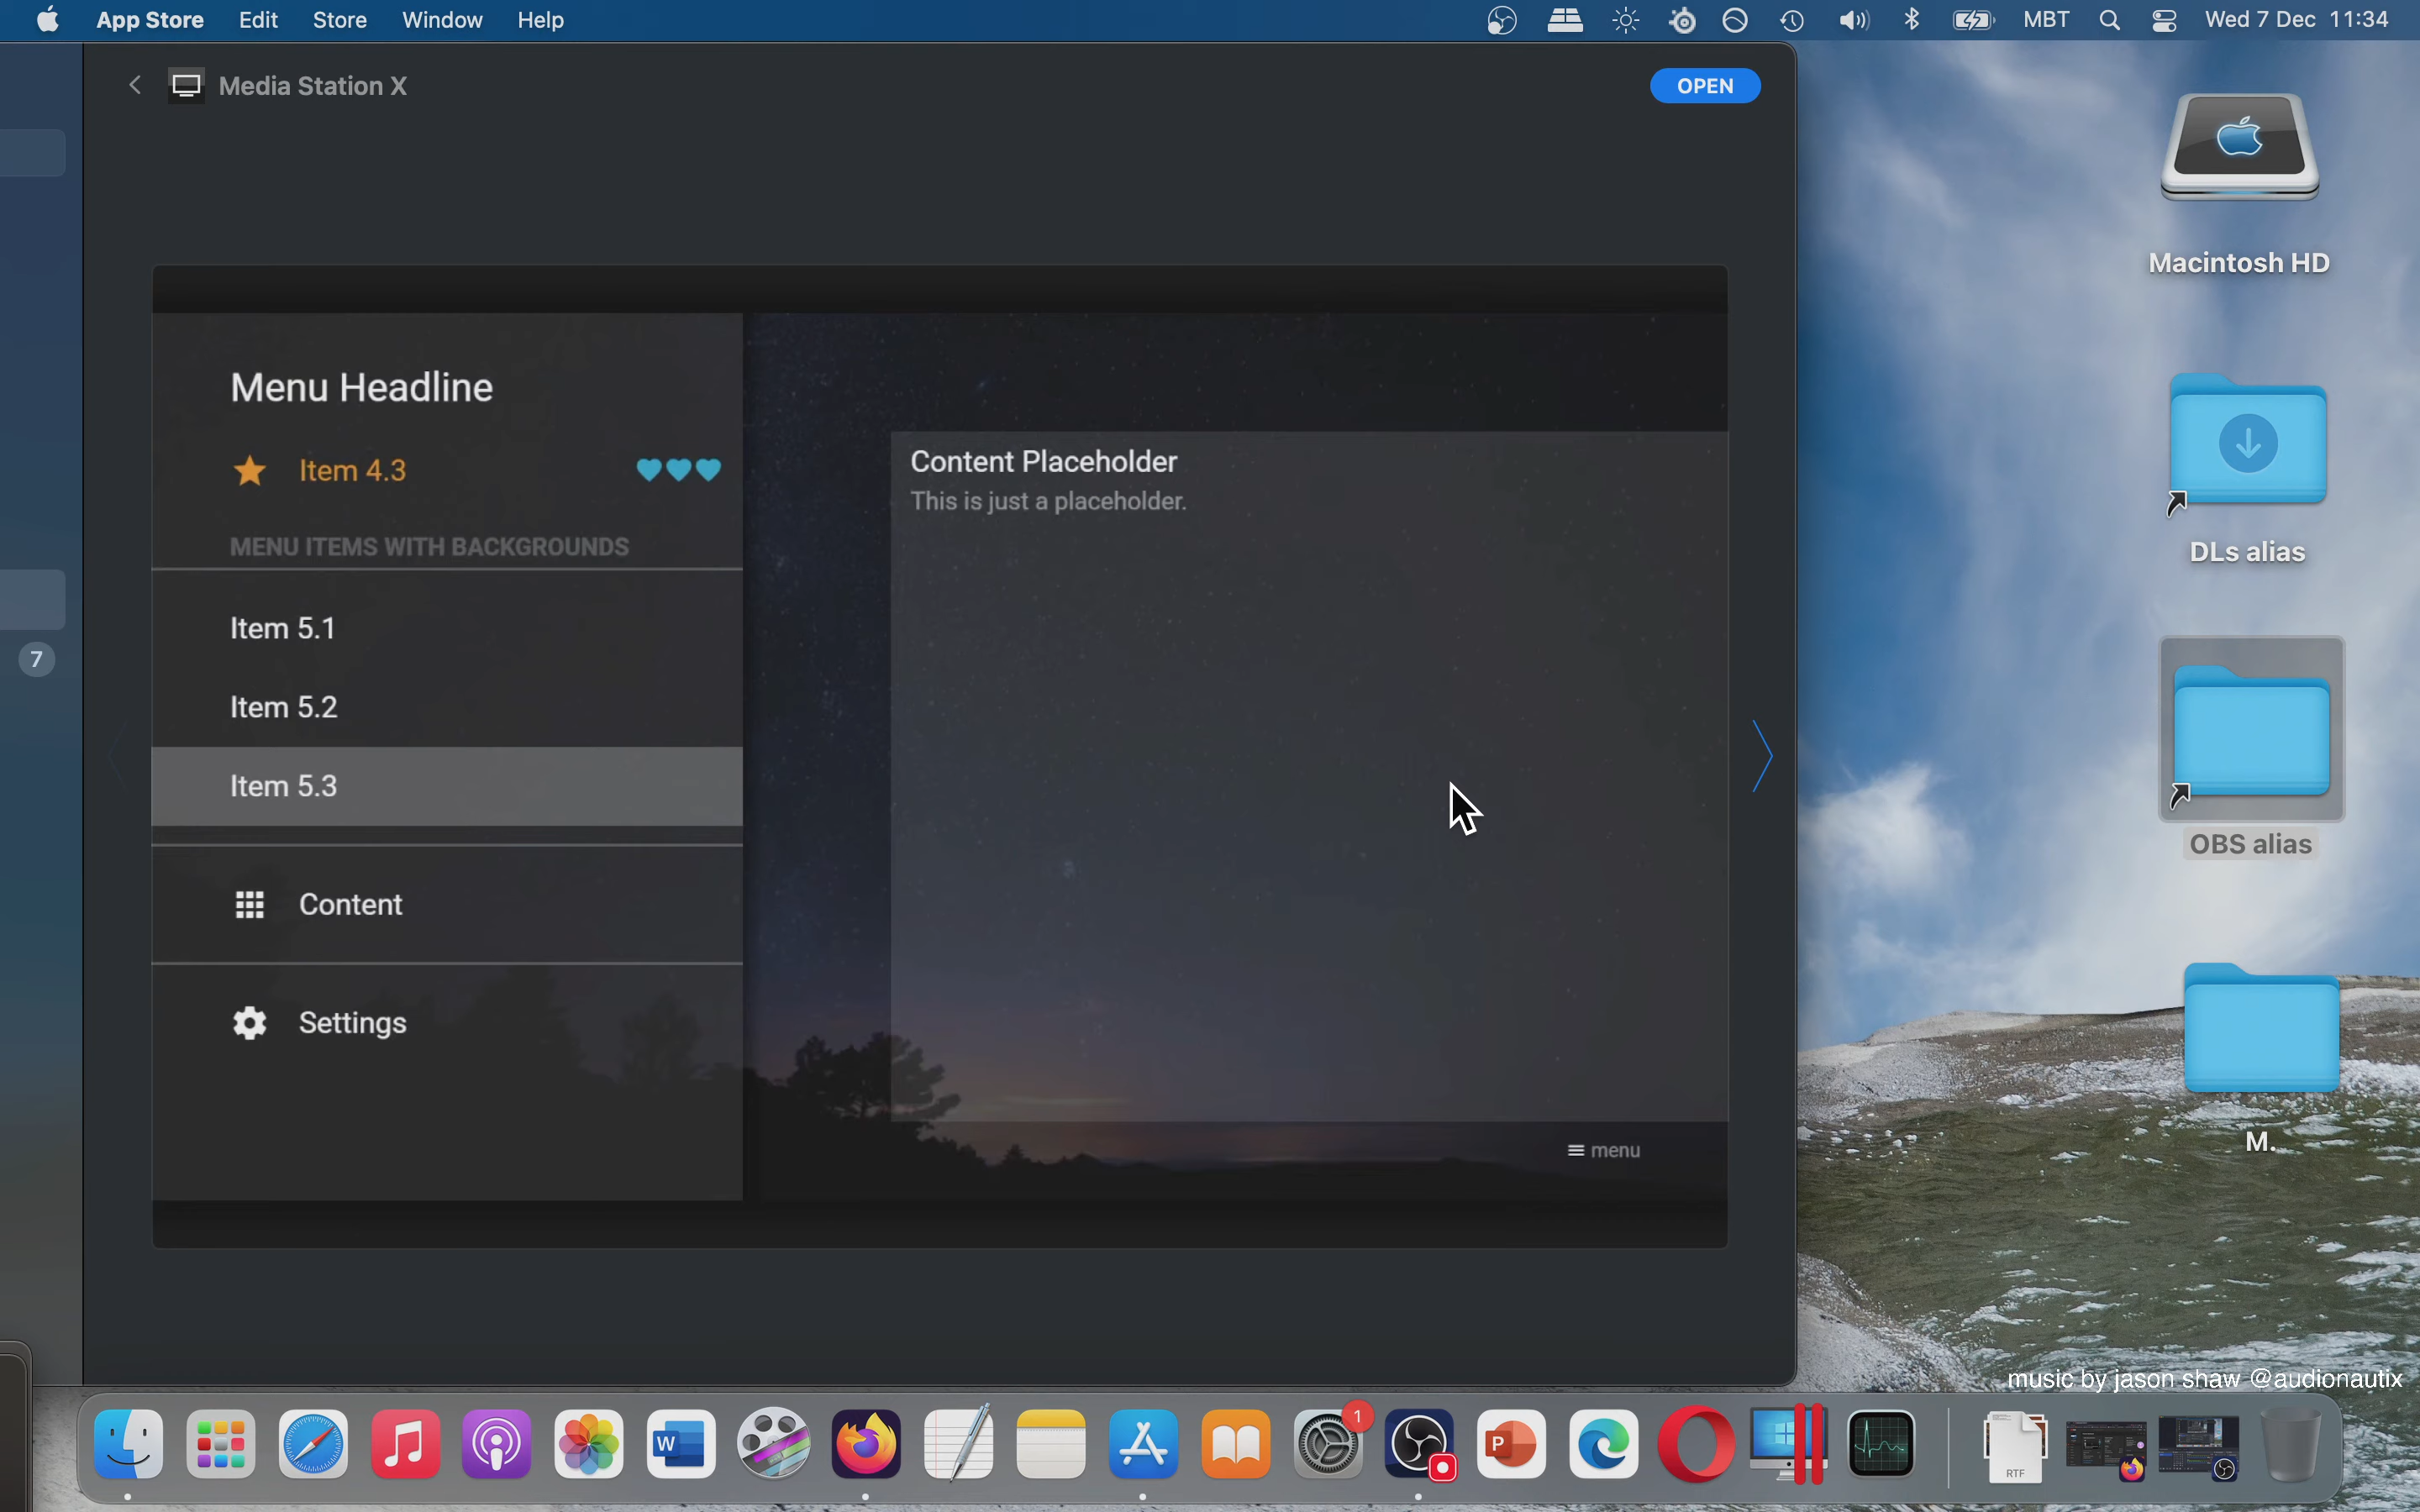 App Store Edit Store Window Help MBT Wed 7 Dec 11:34
Media Station X
OPEN
Macintosh HD
Menu Headline
Item 4.3
Content Placeholder
This is just a placeholder.
MENU ITEMS WITH BACKGROUNDS
DLs alias
Item 5.1
7
Item 5.2
Item 5.3
OBS alias
Content
Settings
menu
M.
music by jason shaw @audionautix
1
W
P
RTF